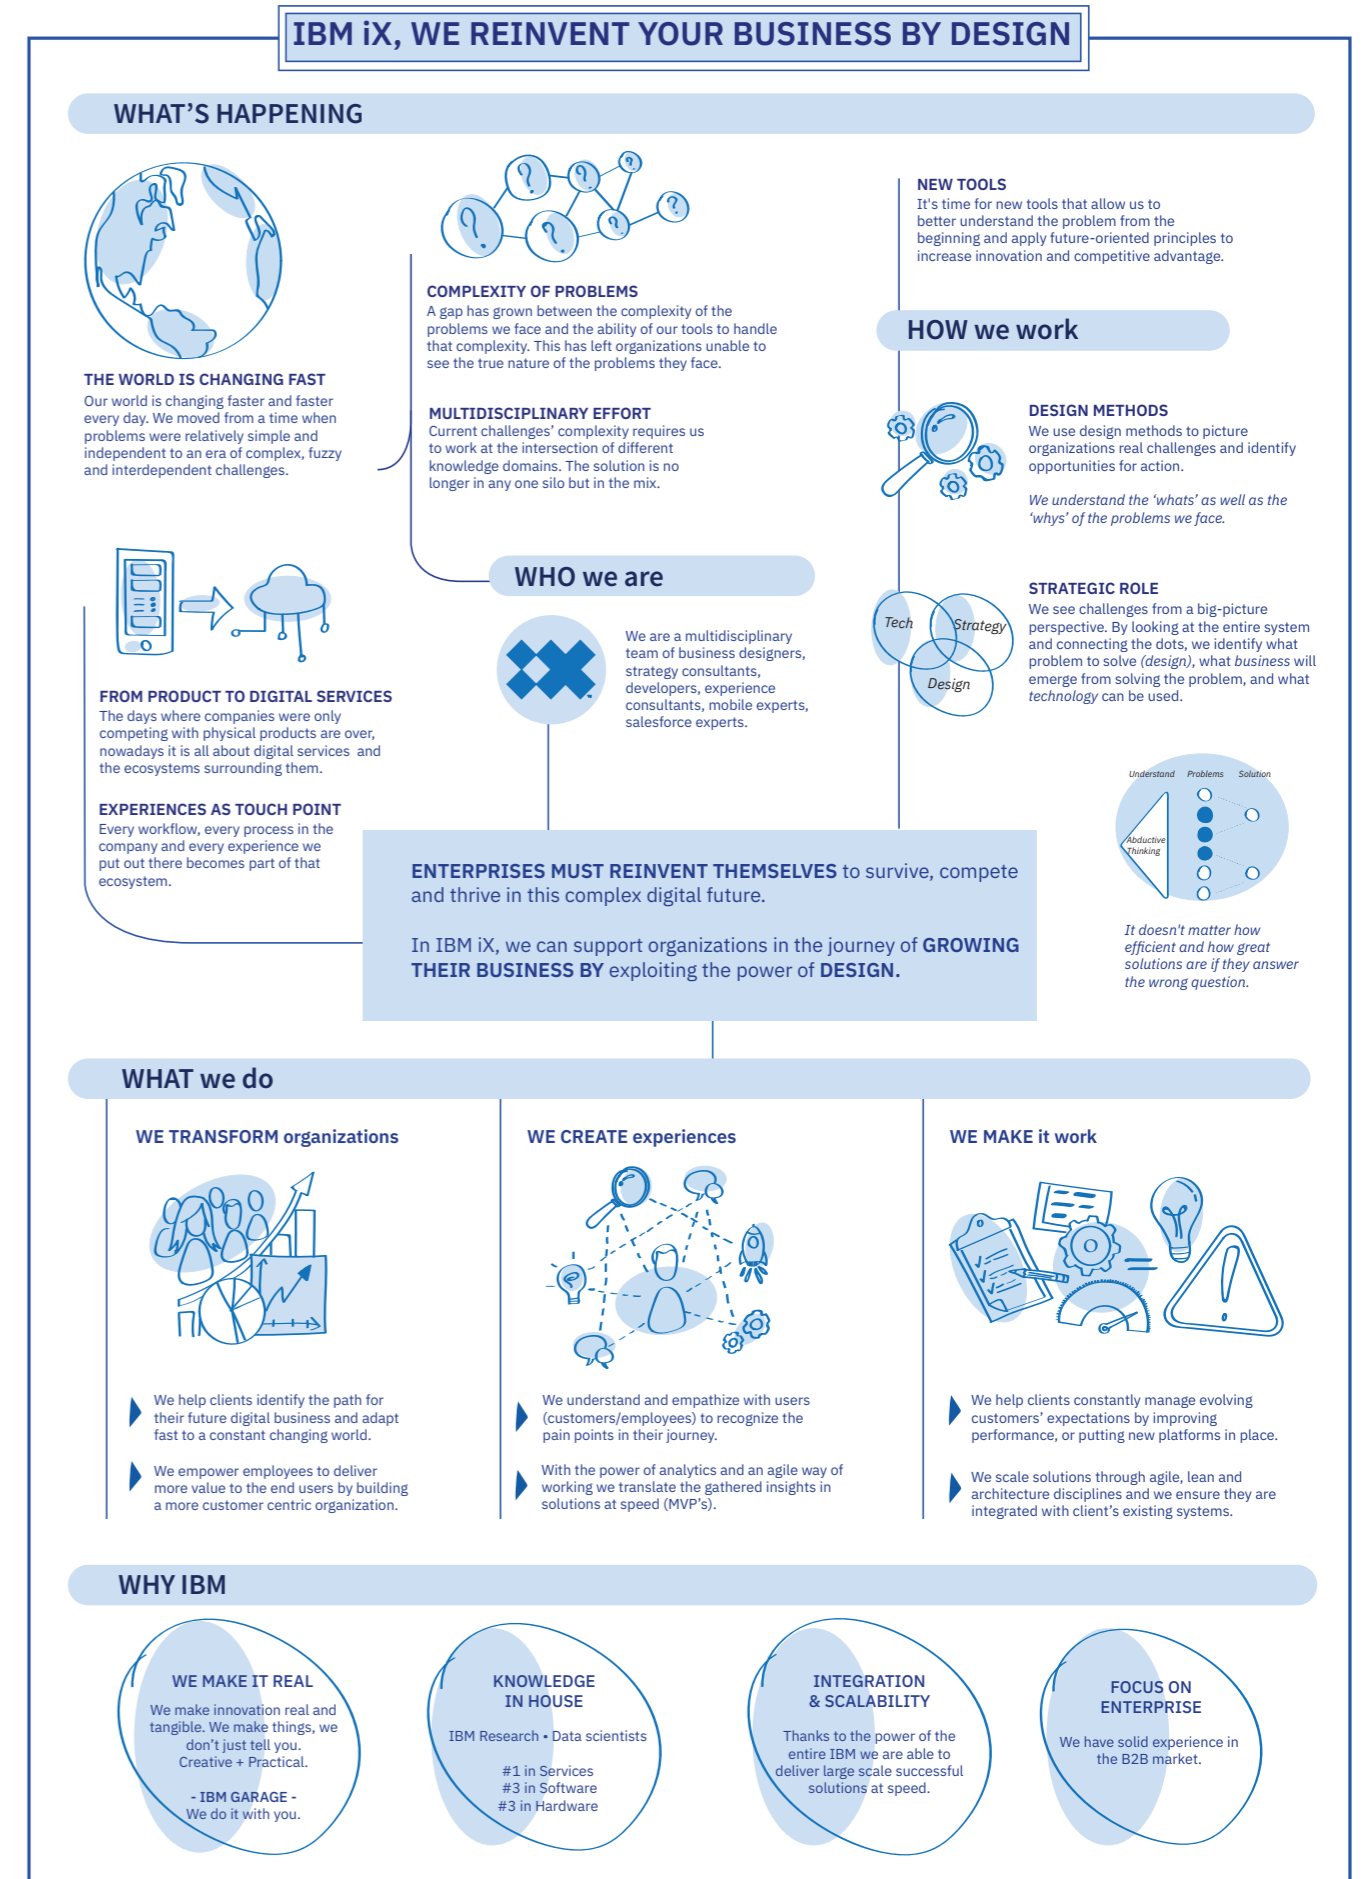 IBM iX, WE REINVENT YOUR BUSINESS BY DESIGN
WHAT'S HAPPENING
THE WORLD IS CHANGING FAST
Our world is changing faster and faster
every day. We moved from a time when
problems were relatively simple and
independent to an era of complex, fuzzy
and interdependent challenges.
? ? ? ? ? ? ?
COMPLEXITY OF PROBLEMS
A gap has grown between the complexity of the
problems we face and the ability of our tools to handle
that complexity. This has left organizations unable to
see the true nature of the problems they face.
MULTIDISCIPLINARY EFFORT
Current challenges' complexity requires us
to work at the intersection of different
knowledge domains. The solution is no
longer in any one silo but in the mix.
NEW TOOLS
It's time for new tools that allow us to
better understand the problem from the
beginning and apply future-oriented principles to
increase innovation and competitive advantage.
HOW we work
DESIGN METHODS
We use design methods to picture
organizations real challenges and identify
opportunities for action.
We understand the 'whats' as well as the
'whys' of the problems we face.
Tech
Strategy
Design
STRATEGIC ROLE
We see challenges from a big-picture
perspective. By looking at the entire system
and connecting the dots, we identify what
problem to solve (design), what business will
emerge from solving the problem, and what
technology can be used.
Understand Problems Solution
Abductive
Thinking
It doesn't matter how
efficient and how great
solutions are if they answer
the wrong question.
FROM PRODUCT TO DIGITAL SERVICES
The days where companies were only
competing with physical products are over,
nowadays it is all about digital services and
the ecosystems surrounding them.
EXPERIENCES AS TOUCH POINT
Every workflow, every process in the
company and every experience we
put out there becomes part of that
ecosystem.
WHO we are
We are a multidisciplinary
team of business designers,
strategy consultants,
developers, experience
consultants, mobile experts,
salesforce experts.
ENTERPRISES MUST REINVENT THEMSELVES to survive, compete
and thrive in this complex digital future.
In IBM iX, we can support organizations in the journey of GROWING
THEIR BUSINESS BY exploiting the power of DESIGN.
WHAT we do
WE TRANSFORM organizations
We help clients identify the path for
their future digital business and adapt
fast to a constant changing world.
We empower employees to deliver
more value to the end users by building
a more customer centric organization.
WE CREATE experiences
We understand and empathize with users
(customers/employees) to recognize the
pain points in their journey.
With the power of analytics and an agile way of
working we translate the gathered insights in
solutions at speed (MVP's).
WE MAKE it work
We help clients constantly manage evolving
customers' expectations by improving
performance, or putting new platforms in place.
We scale solutions through agile, lean and
architecture disciplines and we ensure they are
integrated with client's existing systems.
WHY IBM
WE MAKE IT REAL
We make innovation real and
tangible. We make things, we
don't just tell you.
Creative + Practical.
- IBM GARAGE -
We do it with you.
KNOWLEDGE
IN HOUSE
IBM Research • Data scientists
#1 in Services
#3 in Software
#3 in Hardware
INTEGRATION
& SCALABILITY
Thanks to the power of the
entire IBM we are able to
deliver large scale successful
solutions at speed.
FOCUS ON
ENTERPRISE
We have solid experience in
the B2B market.